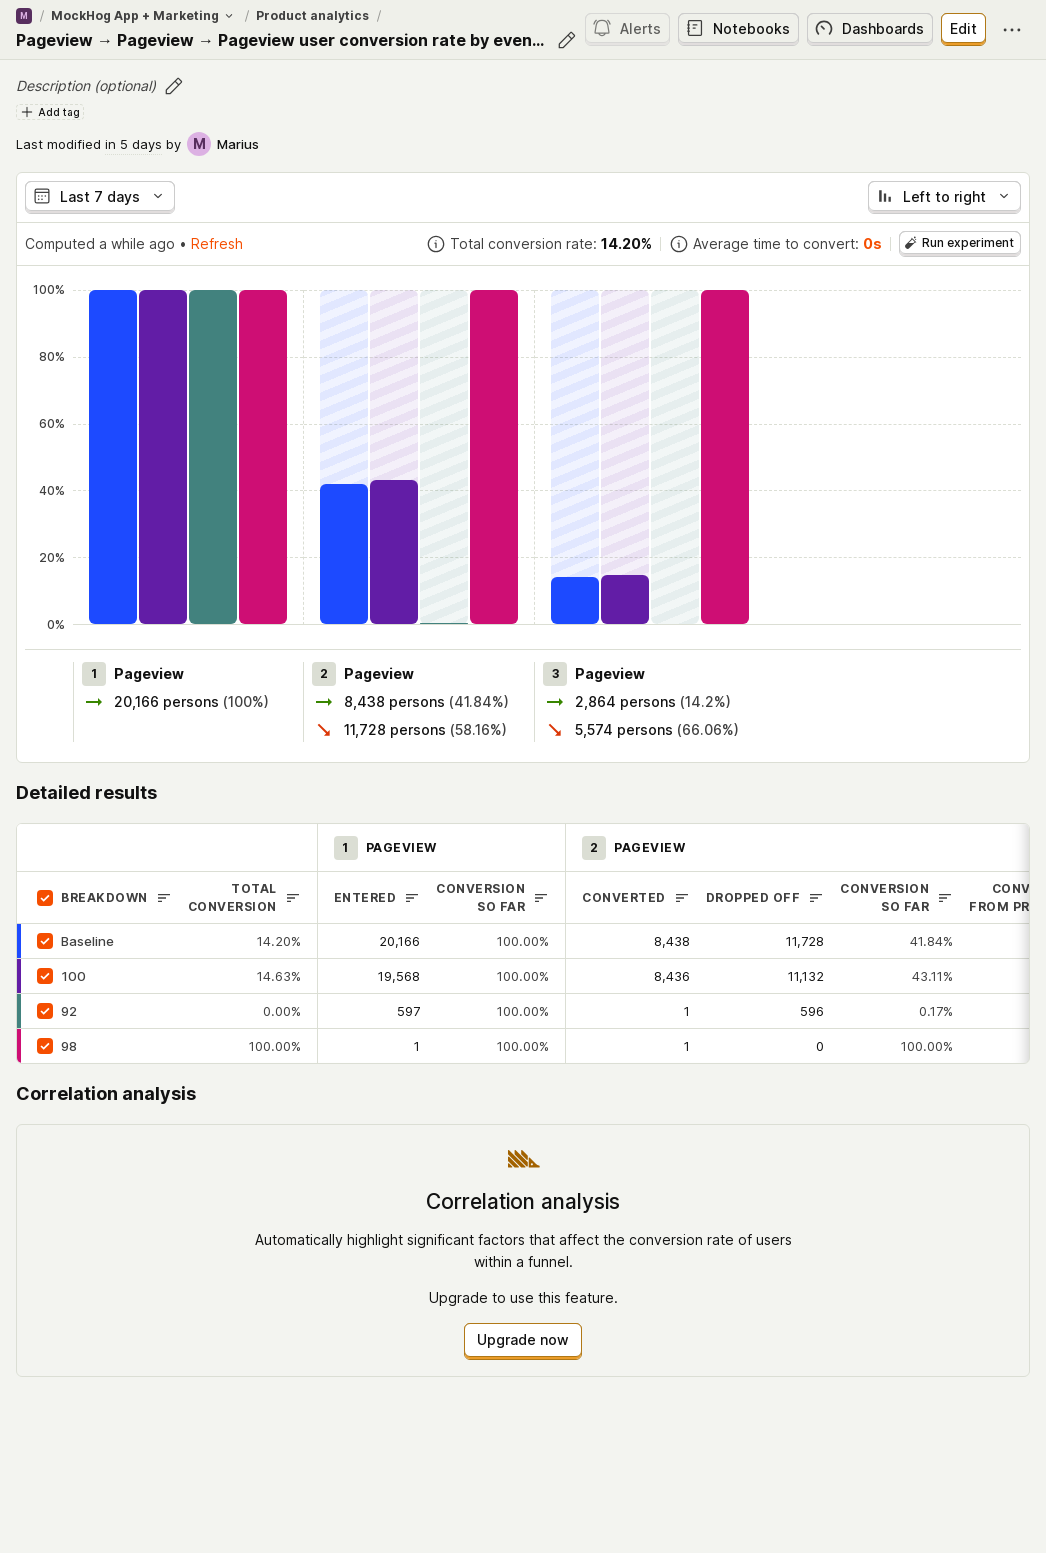 M / MockHog App + Marketing / Product analytics /
Pageview → Pageview → Pageview user conversion rate by even...
Alerts
Notebooks
Dashboards
Edit
Description (optional)
Add tag
Last modified in 5 days by M Marius
Last 7 days
Left to right
Computed a while ago • Refresh
Total conversion rate: 14.20%
Average time to convert: 0s
Run experiment
100%
80%
60%
40%
20%
0%
1 Pageview
20,166 persons (100%)
2 Pageview
8,438 persons (41.84%)
11,728 persons (58.16%)
3 Pageview
2,864 persons (14.2%)
5,574 persons (66.06%)
Detailed results
1 PAGEVIEW
2 PAGEVIEW
BREAKDOWN
TOTAL
CONVERSION
ENTERED
CONVERSION
SO FAR
CONVERTED
DROPPED OFF
CONVERSION
SO FAR
CONV
FROM PR
Baseline 14.20% 20,166 100.00% 8,438 11,728 41.84%
100 14.63% 19,568 100.00% 8,436 11,132 43.11%
92 0.00% 597 100.00% 1 596 0.17%
98 100.00% 1 100.00% 1 0 100.00%
Correlation analysis
Correlation analysis
Automatically highlight significant factors that affect the conversion rate of users
within a funnel.
Upgrade to use this feature.
Upgrade now